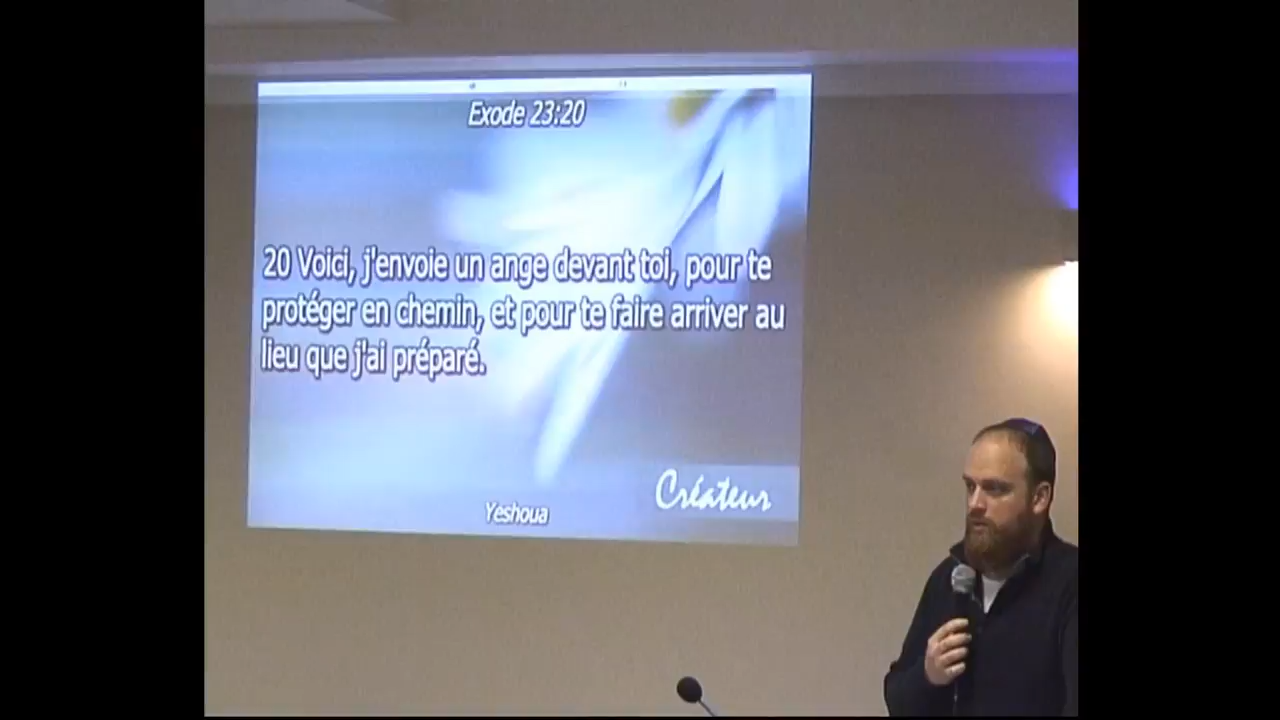 Exode 23:20
20 Voici, j'envoie un ange devant toi, pour te
protéger en chemin, et pour te faire arriver au
lieu que j'ai préparé.
Créateur
Yeshoua